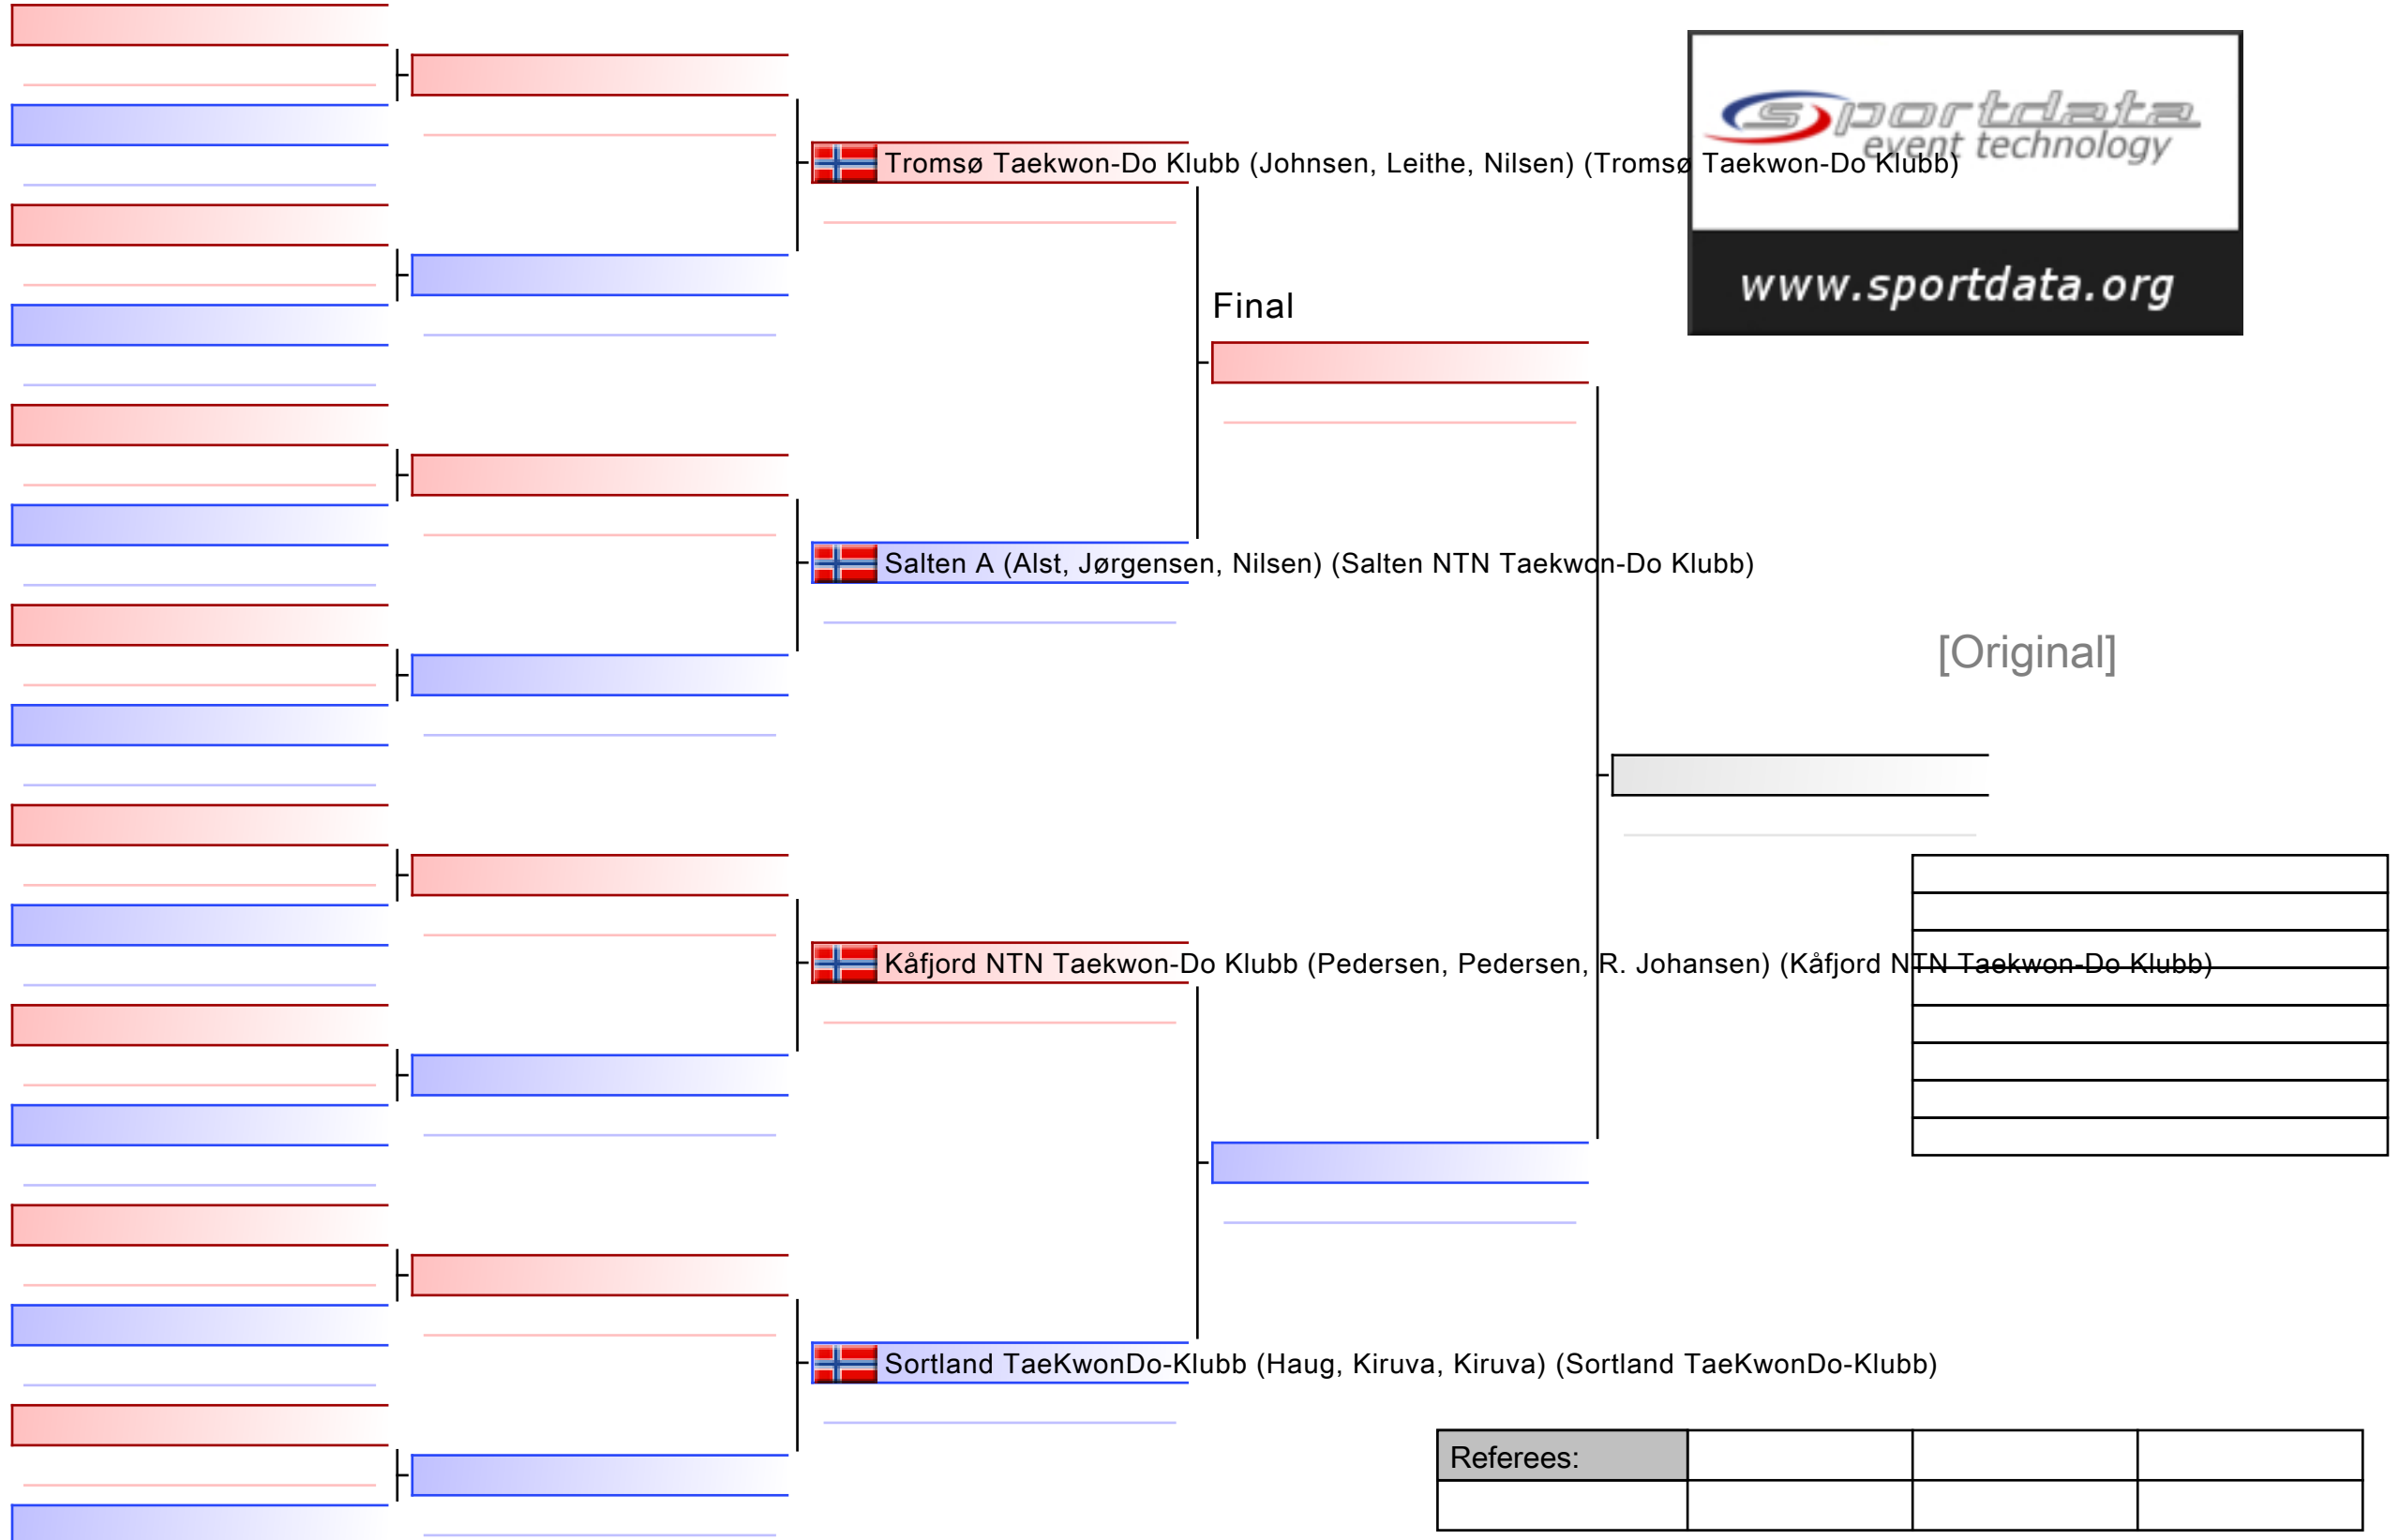 sportdata
event technology
www.sportdata.org
Tromsø Taekwon-Do Klubb (Johnsen, Leithe, Nilsen) (Tromsø Taekwon-Do Klubb)
Final
Salten A (Alst, Jørgensen, Nilsen) (Salten NTN Taekwon-Do Klubb)
[Original]
Kåfjord NTN Taekwon-Do Klubb (Pedersen, Pedersen, R. Johansen) (Kåfjord NTN Taekwon-Do Klubb)
Sortland TaeKwonDo-Klubb (Haug, Kiruva, Kiruva) (Sortland TaeKwonDo-Klubb)
Referees: